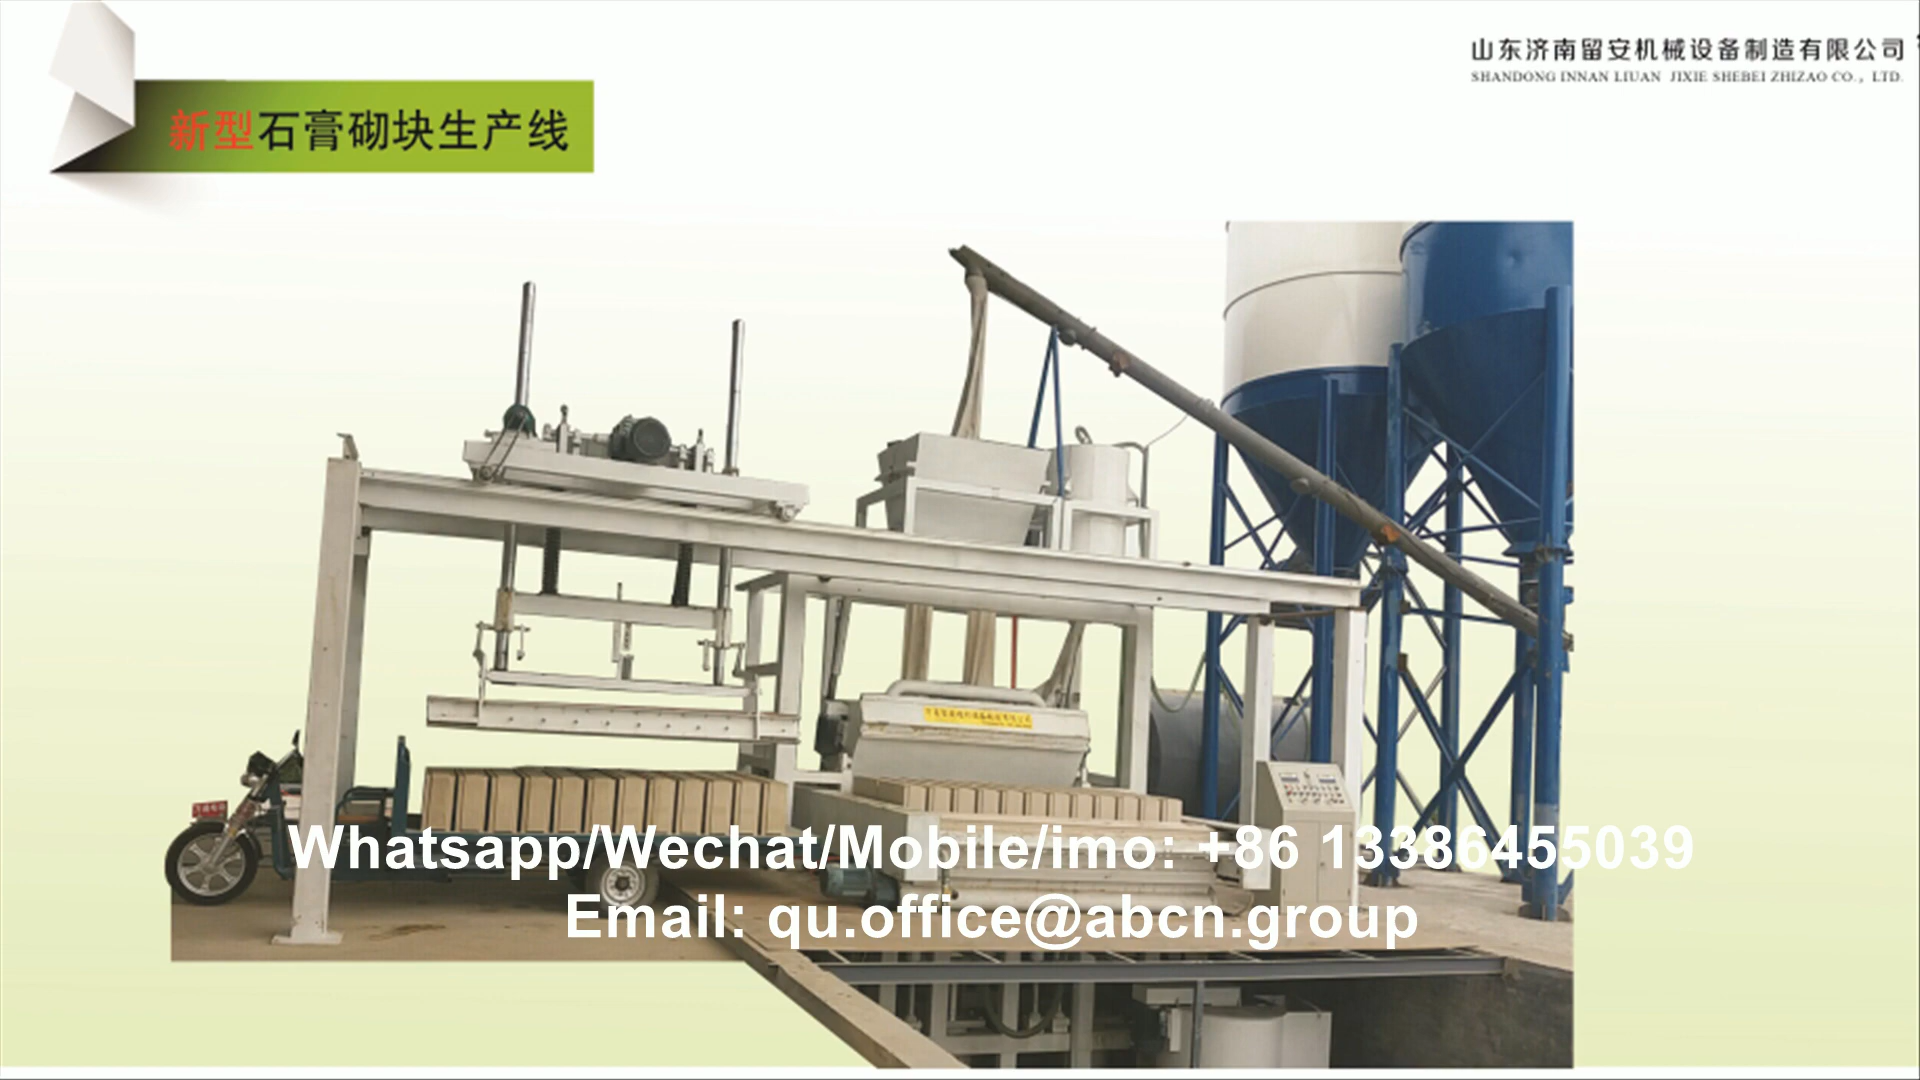 山东济南留安机械设备制造有限公司
SHANDONG INNAN LIUAN JIXIE SHEBEI ZHIZAO CO., LTD.
新型石膏砌块生产线
Whatsapp/Wechat/Mobile/imo: +86 13386455039
Email: qu.office@abcn.group